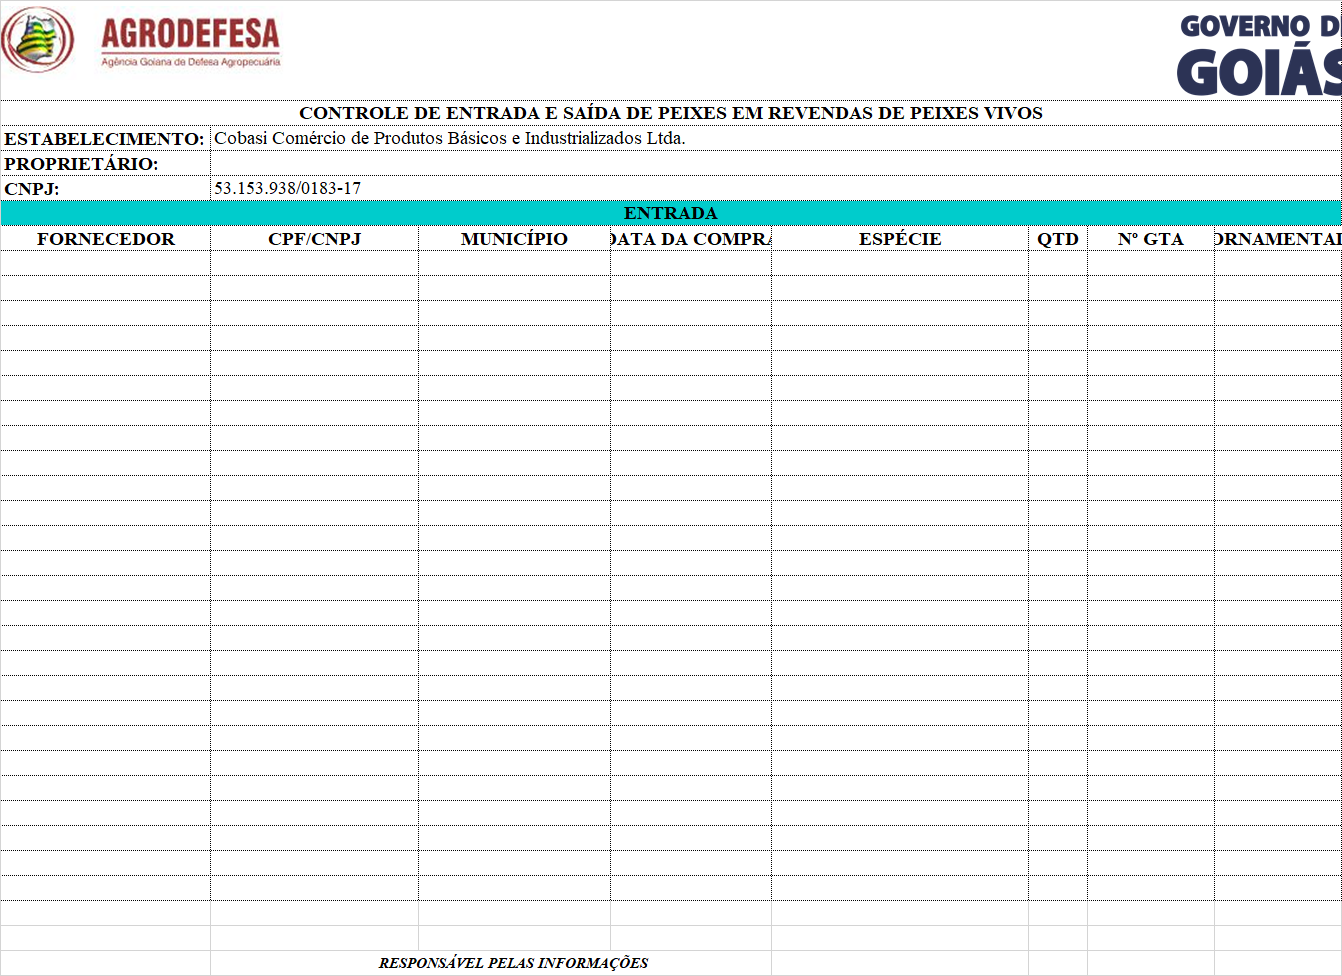 AGRODEFESA
Agência Goiana de Defesa Agropecuária
GOVERNO D
GOIÁS
CONTROLE DE ENTRADA E SAÍDA DE PEIXES EM REVENDAS DE PEIXES VIVOS
ESTABELECIMENTO: Cobasi Comércio de Produtos Básicos e Industrializados Ltda.
PROPRIETÁRIO:
CNPJ: 53.153.938/0183-17
ENTRADA
FORNECEDOR CPF/CNPJ MUNICÍPIO DATA DA COMPRA ESPÉCIE QTD Nº GTA ORNAMENTAL
RESPONSÁVEL PELAS INFORMAÇÕES